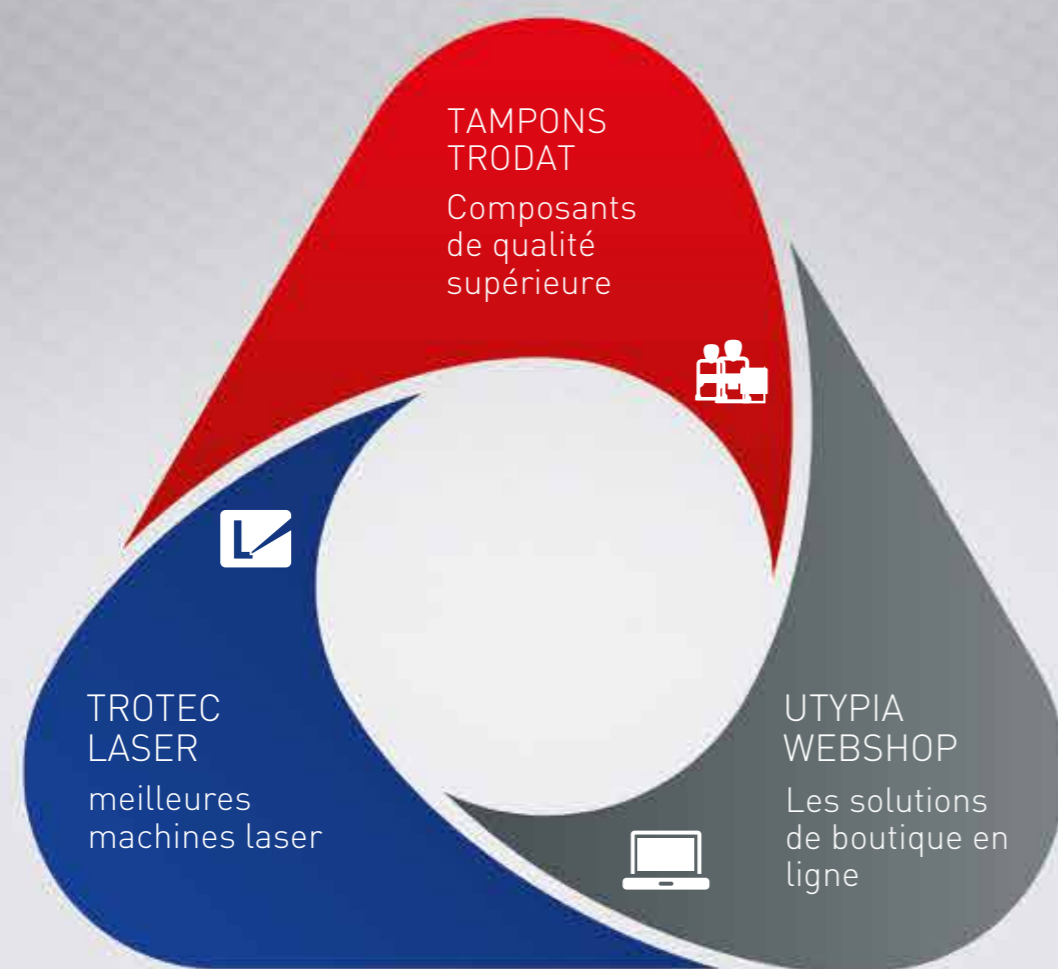 TAMPONS
TRODAT
Composants
de qualité
supérieure
TROTEC
LASER
meilleures
machines laser
UTYPIA
WEBSHOP
Les solutions
de boutique en
ligne